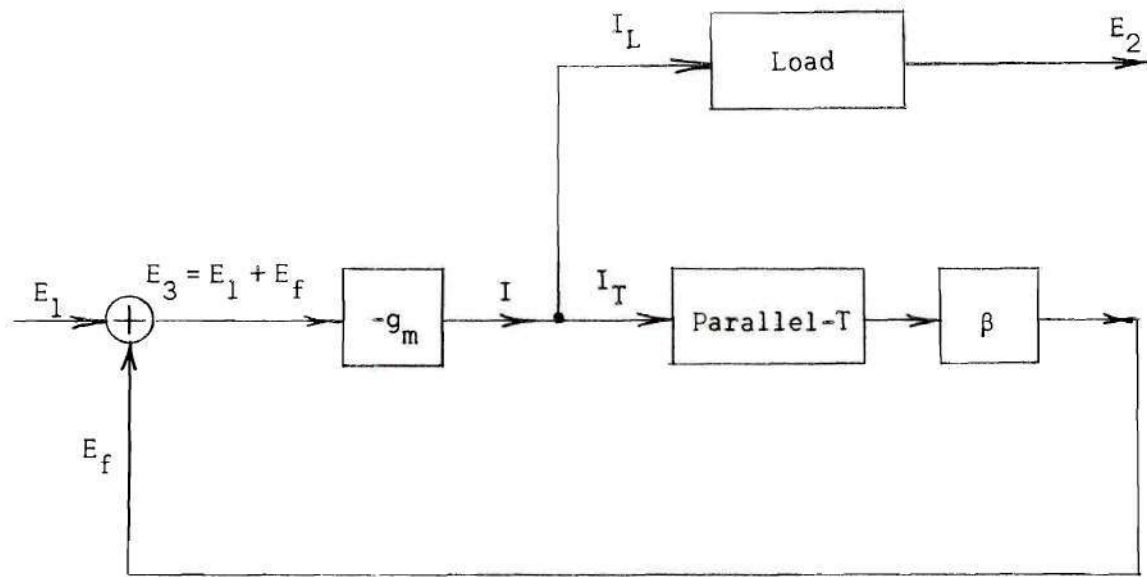 I_L
Load
E_2
E_1
+
E_3 = E_1 + E_f
-g_m
I
I_T
Parallel-T
β
E_f